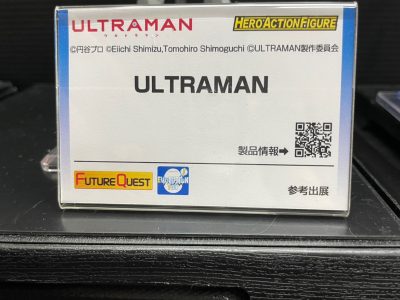 ULTRAMAN
ウルトラマン
HERO ACTION FIGURE
©円谷プロ ©Eiichi Shimizu,Tomohiro Shimoguchi ©ULTRAMAN製作委員会
ULTRAMAN
製品情報➡
FUTURE QUEST
参考出展